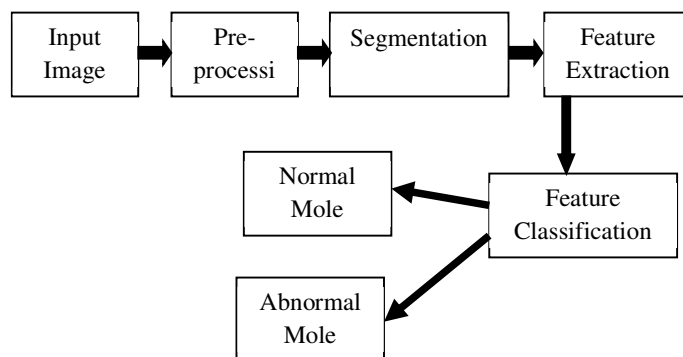 Input
Image
Pre-
processi
Segmentation
Feature
Extraction
Normal
Mole
Feature
Classification
Abnormal
Mole